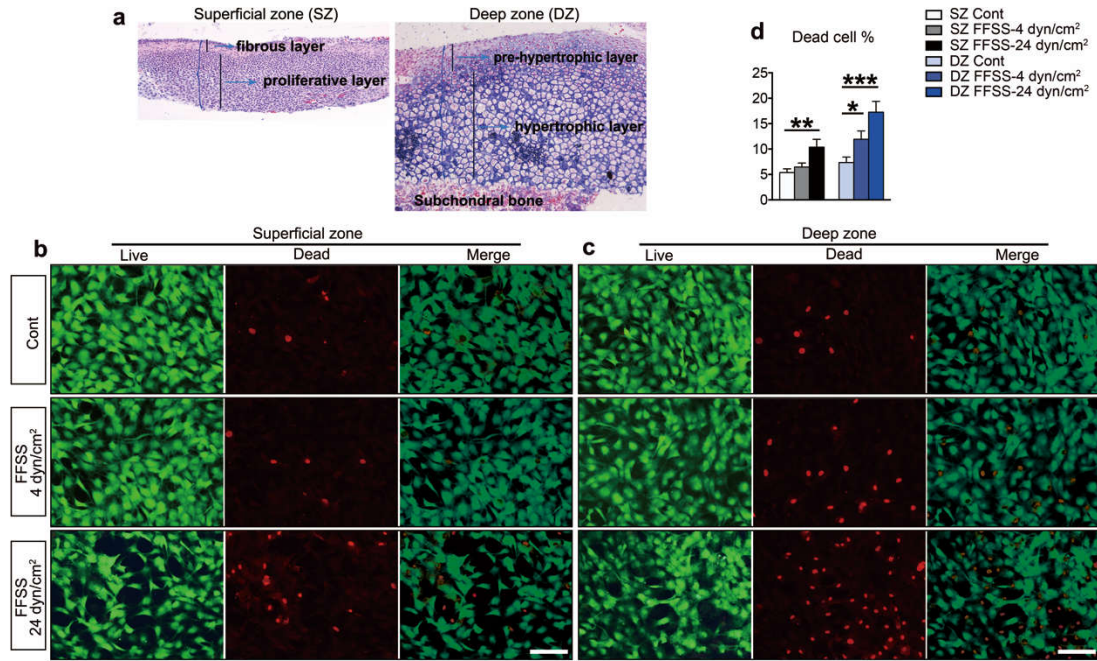 a
Superficial zone (SZ)
fibrous layer
proliferative layer
Deep zone (DZ)
pre-hypertrophic layer
hypertrophic layer
Subchondral bone
d
Dead cell %
SZ Cont
SZ FFSS-4 dyn/cm²
SZ FFSS-24 dyn/cm²
DZ Cont
DZ FFSS-4 dyn/cm²
DZ FFSS-24 dyn/cm²
25
20
15
10
5
0
**
*
***
b
Superficial zone
Live Dead Merge
c
Deep zone
Live Dead Merge
Cont
FFSS
4 dyn/cm²
FFSS
24 dyn/cm²